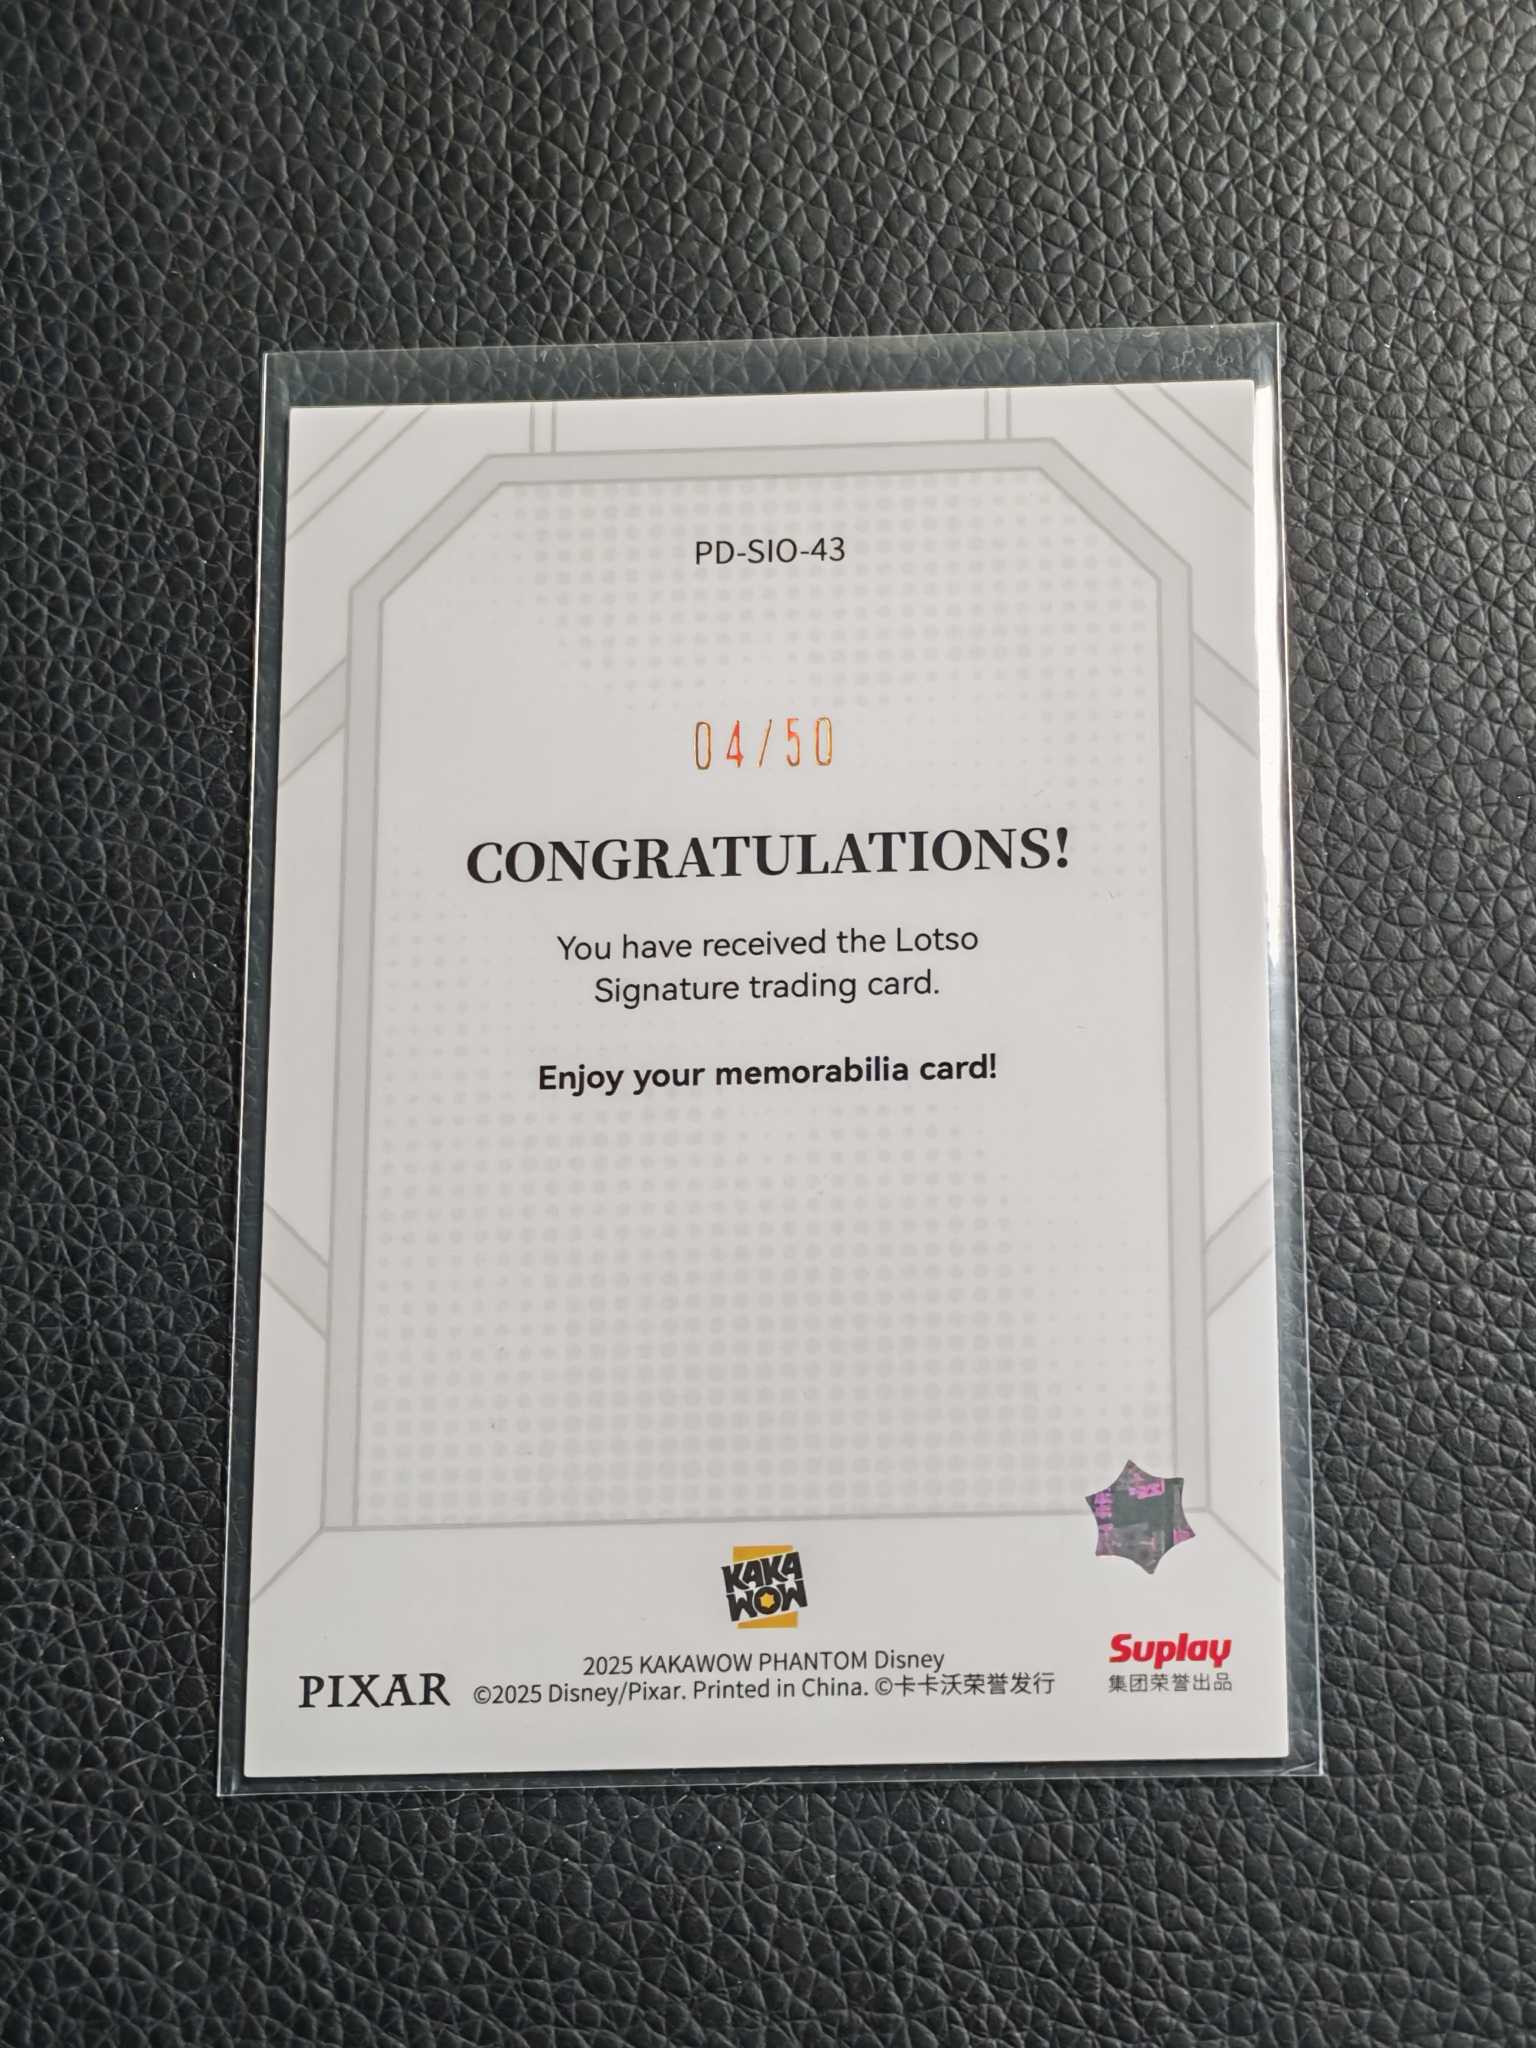 PD-SIO-43
04/50
CONGRATULATIONS!
You have received the Lotso
Signature trading card.
Enjoy your memorabilia card!
KAKA
WOW
PIXAR
2025 KAKAWOW PHANTOM Disney
©2025 Disney/Pixar. Printed in China. ©卡卡沃荣誉发行
Suplay
集团荣誉出品